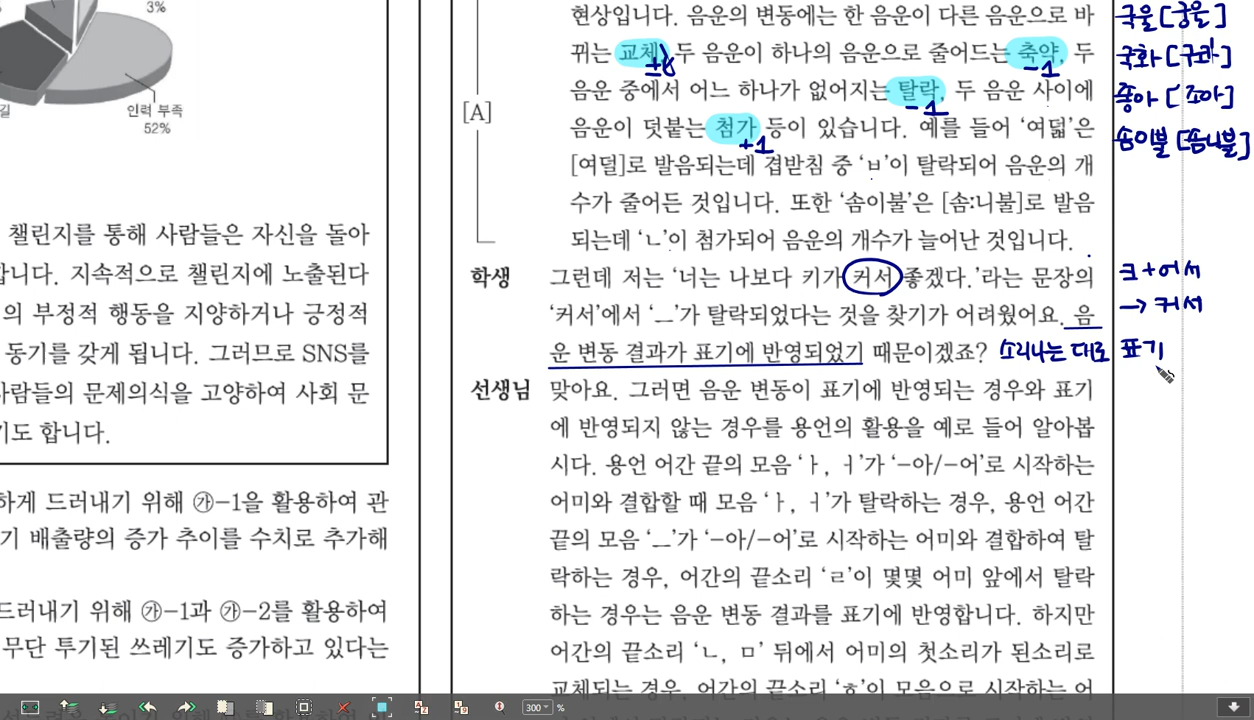 3%
길
인력 부족
52%
챌린지를 통해 사람들은 자신을 돌아
합니다. 지속적으로 챌린지에 노출된다
의 부정적 행동을 지양하거나 긍정적
동기를 갖게 됩니다. 그러므로 SNS를
사람들의 문제의식을 고양하여 사회 문
기도 합니다.
하게 드러내기 위해 ㉮-1을 활용하여 관
기 배출량의 증가 추이를 수치로 추가해
드러내기 위해 ㉮-1과 ㉮-2를 활용하여
무단 투기된 쓰레기도 증가하고 있다는
[A]
현상입니다. 음운의 변동에는 한 음운이 다른 음운으로 바
뀌는 교체, 두 음운이 하나의 음운으로 줄어드는 축약, 두
±0
-1
음운 중에서 어느 하나가 없어지는 탈락, 두 음운 사이에
-1
음운이 덧붙는 첨가 등이 있습니다. 예를 들어 ‘여덟’은
+1
[여덜]로 발음되는데 겹받침 중 ‘ㅂ’이 탈락되어 음운의 개
수가 줄어든 것입니다. 또한 ‘솜이불’은 [솜:니불]로 발음
되는데 ‘ㄴ’이 첨가되어 음운의 개수가 늘어난 것입니다.
학생 그런데 저는 ‘너는 나보다 키가 커서 좋겠다.’라는 문장의
‘커서’에서 ‘ㅡ’가 탈락되었다는 것을 찾기가 어려웠어요. 음
운 변동 결과가 표기에 반영되었기 때문이겠죠? 소리나는 대로 표기
선생님 맞아요. 그러면 음운 변동이 표기에 반영되는 경우와 표기
에 반영되지 않는 경우를 용언의 활용을 예로 들어 알아봅
시다. 용언 어간 끝의 모음 ‘ㅏ, ㅓ’가 ‘-아/-어’로 시작하는
어미와 결합할 때 모음 ‘ㅏ, ㅓ’가 탈락하는 경우, 용언 어간
끝의 모음 ‘ㅡ’가 ‘-아/-어’로 시작하는 어미와 결합하여 탈
락하는 경우, 어간의 끝소리 ‘ㄹ’이 몇몇 어미 앞에서 탈락
하는 경우는 음운 변동 결과를 표기에 반영합니다. 하지만
어간의 끝소리 ‘ㄴ, ㅁ’ 뒤에서 어미의 첫소리가 된소리로
교체되는 경우, 어간의 끝소리 ‘ㅎ’이 모음으로 시작하는 어
국물 [궁물]
국화 [구콰]
좋아 [조아]
솜이불 [솜니불]
크+어서
→ 커서
300 %